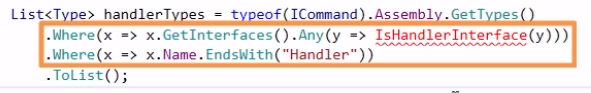 List<Type> handlerTypes = typeof(ICommand).Assembly.GetTypes()
.Where(x => x.GetInterfaces().Any(y => IsHandlerInterface(y)))
.Where(x => x.Name.EndsWith("Handler"))
.ToList();